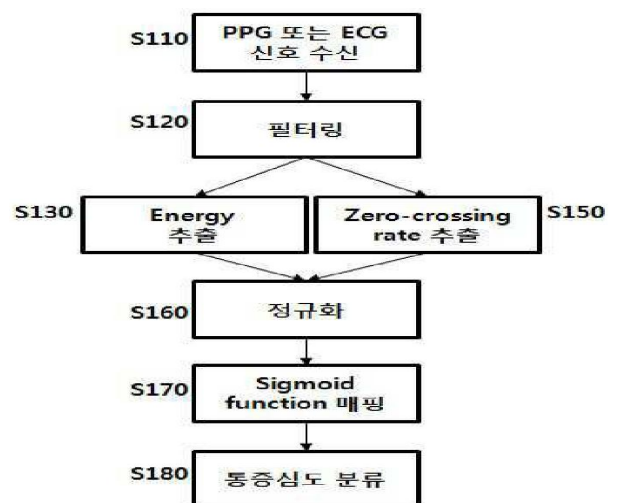 S110
PPG 또는 ECG
신호 수신
S120
필터링
S130
Energy
추출
Zero-crossing
rate 추출
S150
S160
정규화
S170
Sigmoid
function 매핑
S180
통증심도 분류